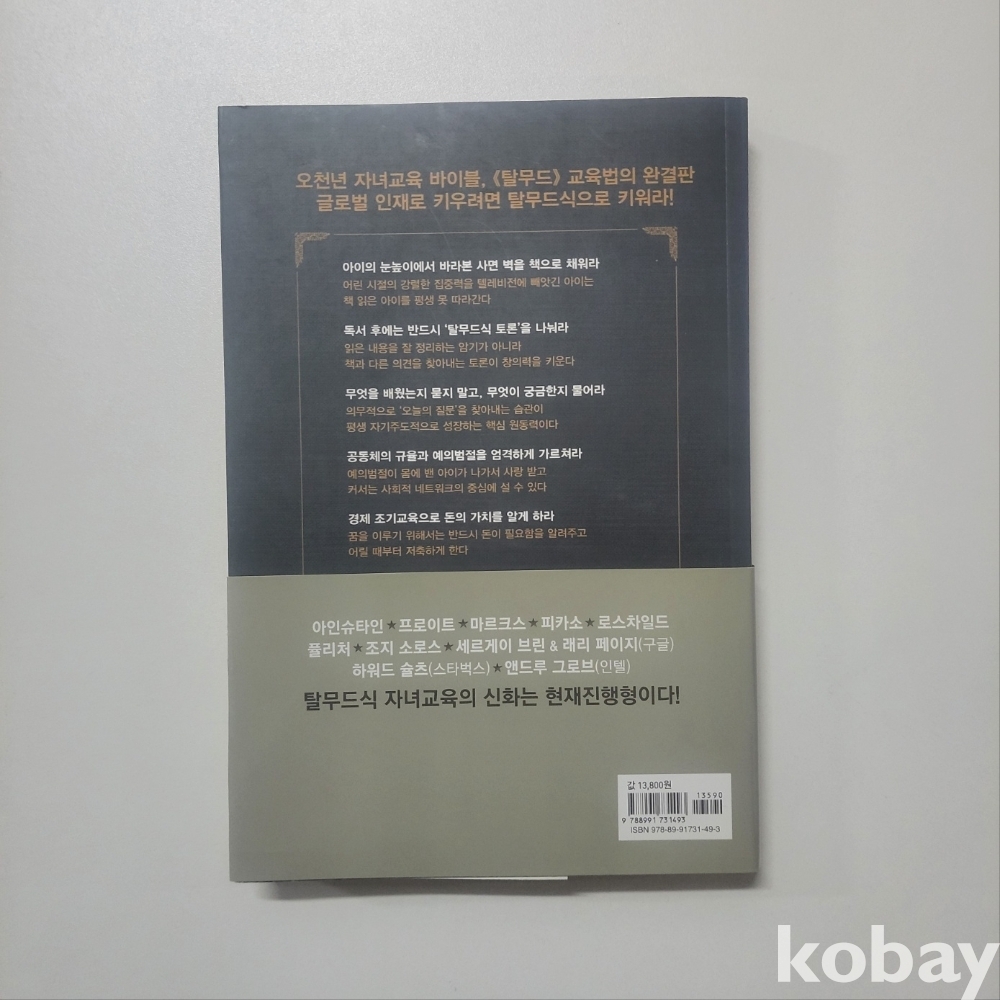 오천년 자녀교육 바이블, 《탈무드》 교육법의 완결판
글로벌 인재로 키우려면 탈무드식으로 키워라!
아이의 눈높이에서 바라본 사면 벽을 책으로 채워라
어린 시절의 강렬한 집중력을 텔레비전에 빼앗긴 아이는
책 읽은 아이를 평생 못 따라간다
독서 후에는 반드시 '탈무드식 토론'을 나눠라
읽은 내용을 잘 정리하는 암기가 아니라
책과 다른 의견을 찾아내는 토론이 창의력을 키운다
무엇을 배웠는지 묻지 말고, 무엇이 궁금한지 물어라
의무적으로 '오늘의 질문'을 찾아내는 습관이
평생 자기주도적으로 성장하는 핵심 원동력이다
공동체의 규율과 예의범절을 엄격하게 가르쳐라
예의범절이 몸에 밴 아이가 나가서 사랑 받고
커서는 사회적 네트워크의 중심에 설 수 있다
경제 조기교육으로 돈의 가치를 알게 하라
꿈을 이루기 위해서는 반드시 돈이 필요함을 알려주고
어릴 때부터 저축하게 한다
아인슈타인★프로이트★마르크스★피카소★로스차일드
퓰리처★조지 소로스★세르게이 브린 & 래리 페이지(구글)
하워드 슐츠(스타벅스)★앤드루 그로브(인텔)
탈무드식 자녀교육의 신화는 현재진행형이다!
값 13,800원
13590
9 788991 731493
ISBN 978-89-91731-49-3
kobay